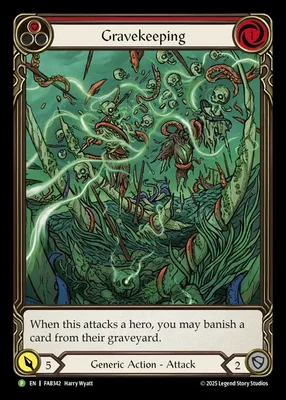 Gravekeeping
When this attacks a hero, you may banish a
card from their graveyard.
5
Generic Action - Attack
2
P EN | FAB342 Harry Wyatt
© 2025 Legend Story Studios